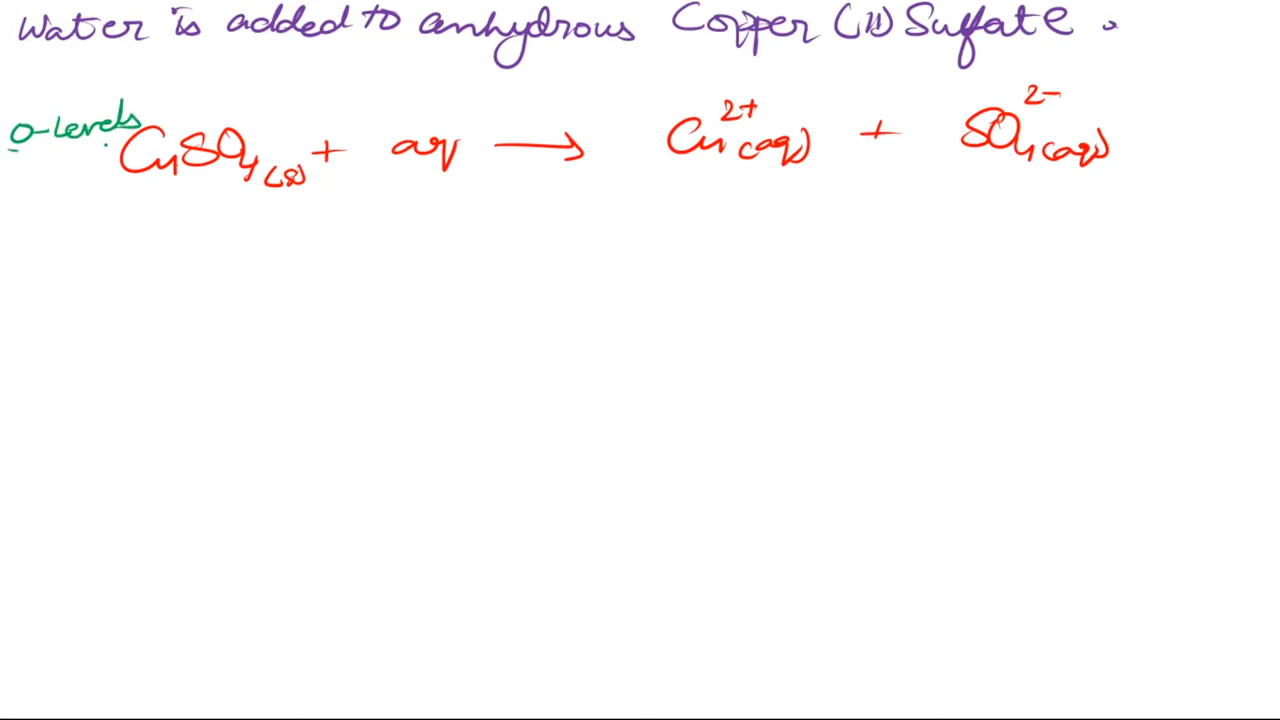 Water is added to anhydrous Copper (II) Sulfate.
O-Levels
CuSO₄(s) + aq → Cu²⁺(aq) + SO₄²⁻(aq)